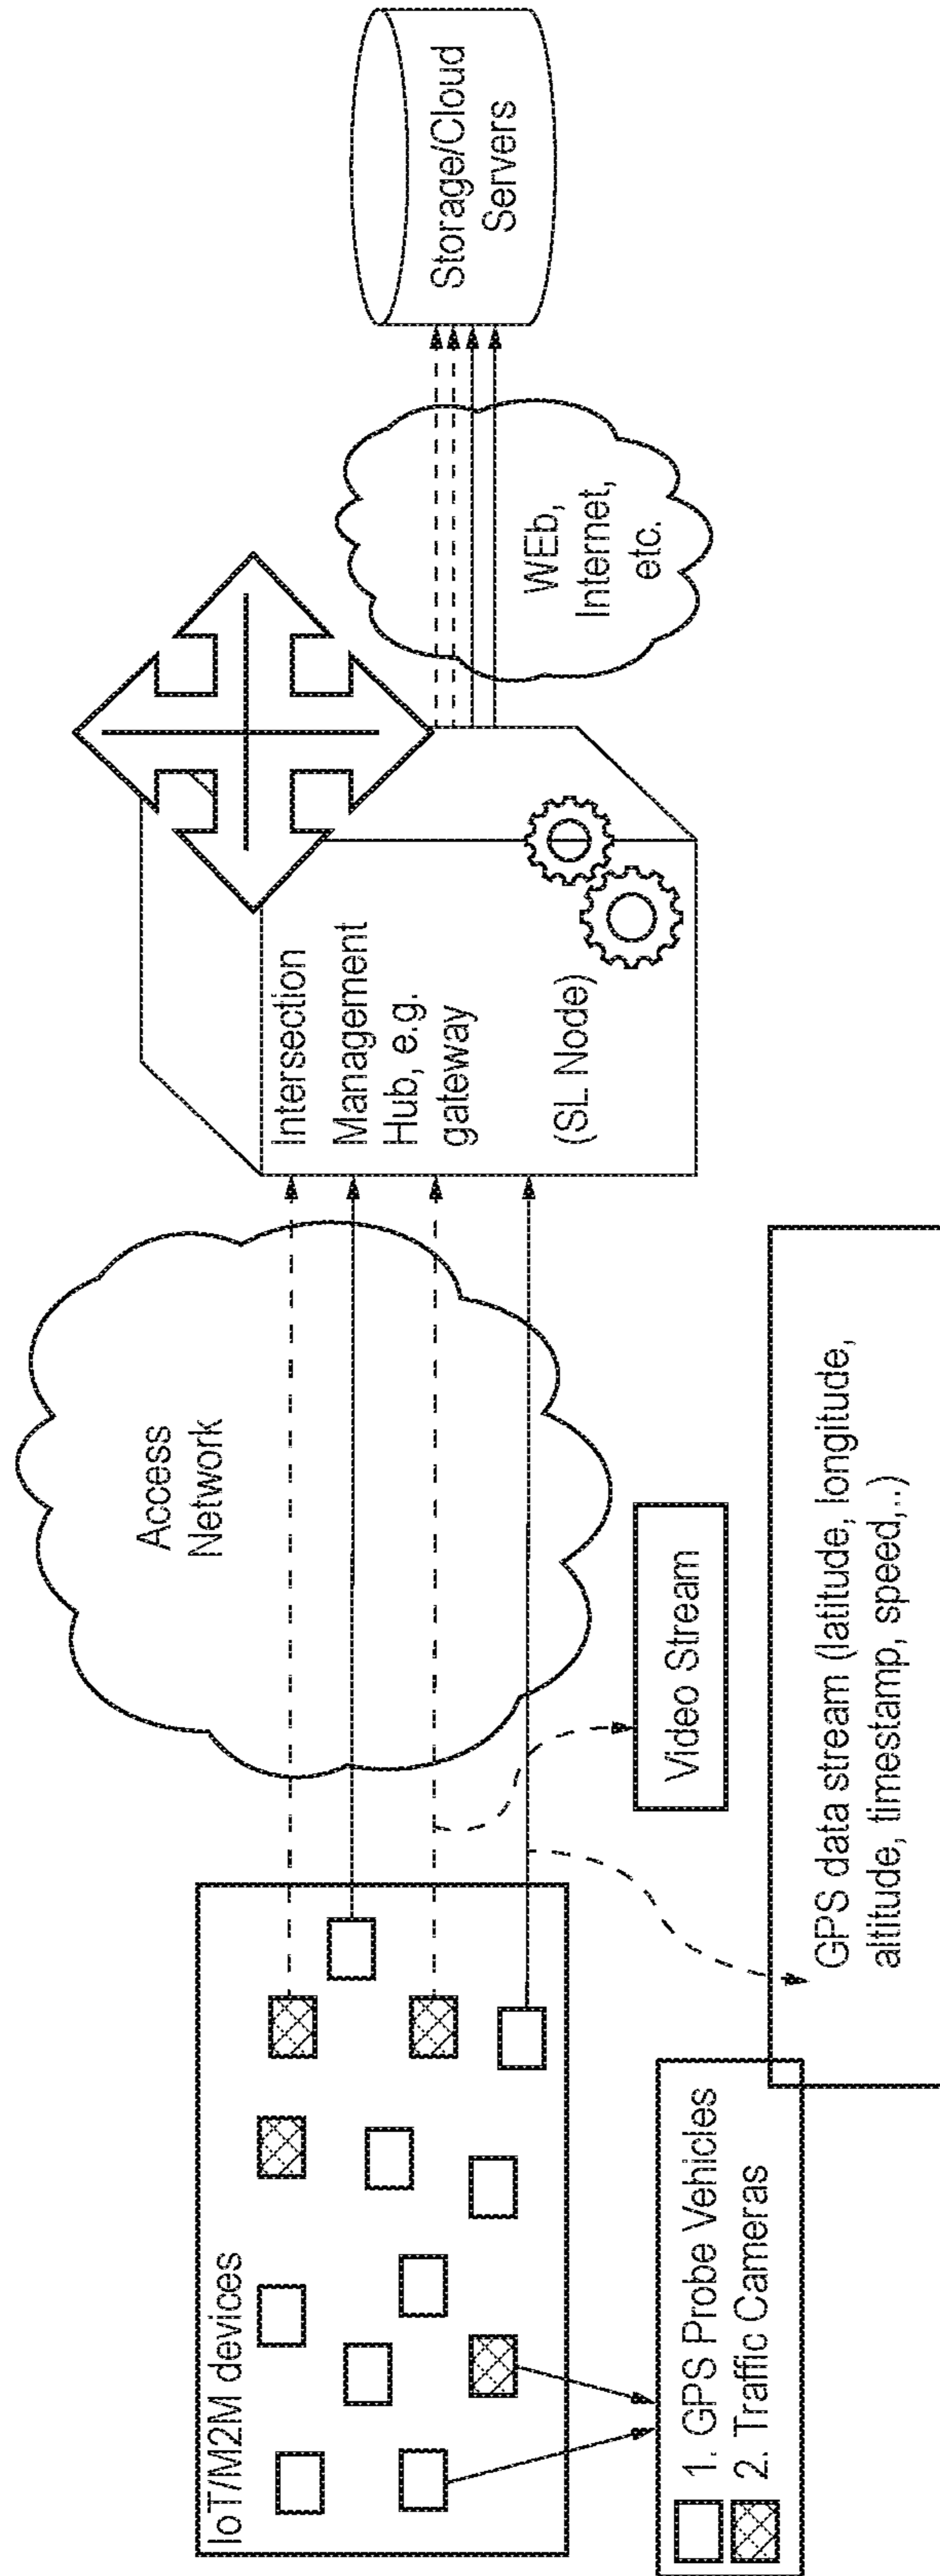 IoT/M2M devices
1. GPS Probe Vehicles
2. Traffic Cameras
Access
Network
Video Stream
GPS data stream (latitude, longitude,
altitude, timestamp, speed,..)
Intersection
Management
Hub, e.g.
gateway
(SL Node)
WEb,
Internet,
etc.
Storage/Cloud
Servers